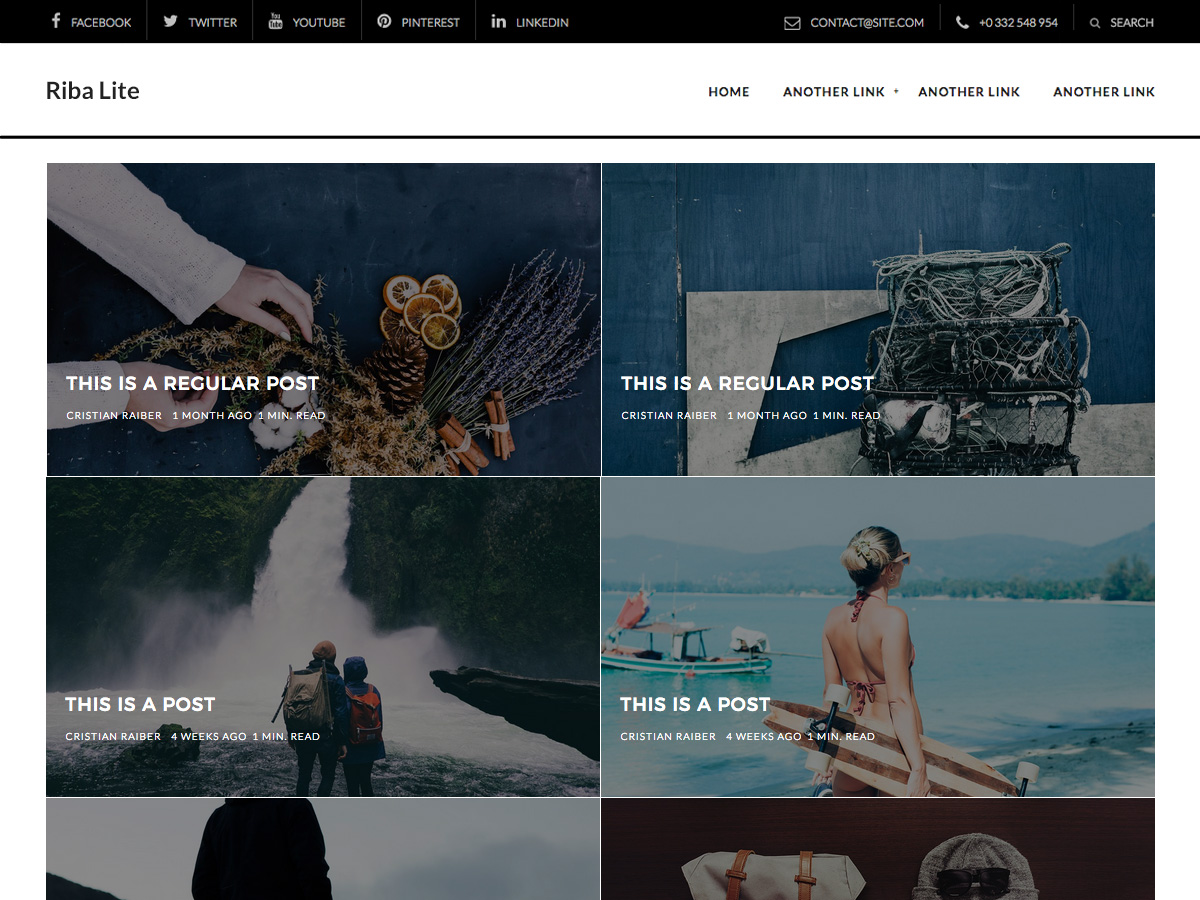 FACEBOOK TWITTER YOUTUBE PINTEREST LINKEDIN CONTACT@SITE.COM +0 332 548 954 SEARCH
Riba Lite HOME ANOTHER LINK + ANOTHER LINK ANOTHER LINK
THIS IS A REGULAR POST
CRISTIAN RAIBER 1 MONTH AGO 1 MIN. READ
THIS IS A REGULAR POST
CRISTIAN RAIBER 1 MONTH AGO 1 MIN. READ
THIS IS A POST
CRISTIAN RAIBER 4 WEEKS AGO 1 MIN. READ
THIS IS A POST
CRISTIAN RAIBER 4 WEEKS AGO 1 MIN. READ